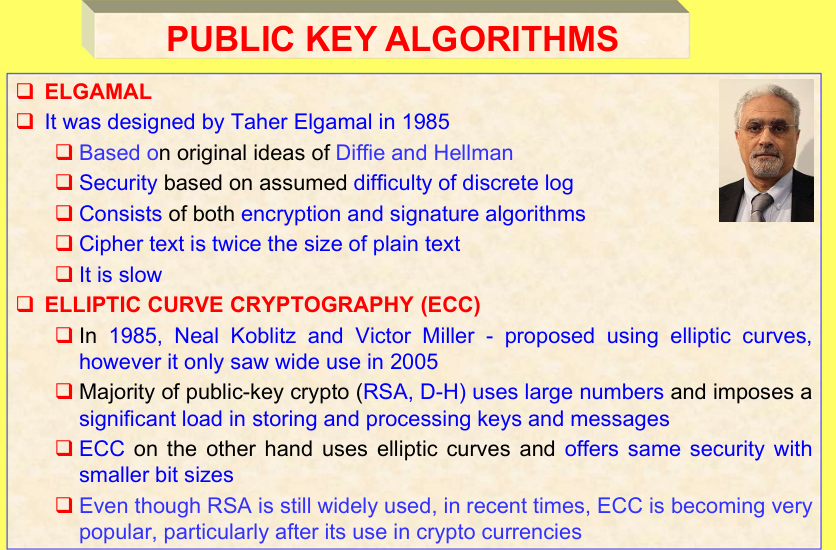 PUBLIC KEY ALGORITHMS
ELGAMAL
It was designed by Taher Elgamal in 1985
Based on original ideas of Diffie and Hellman
Security based on assumed difficulty of discrete log
Consists of both encryption and signature algorithms
Cipher text is twice the size of plain text
It is slow
ELLIPTIC CURVE CRYPTOGRAPHY (ECC)
In 1985, Neal Koblitz and Victor Miller - proposed using elliptic curves,
however it only saw wide use in 2005
Majority of public-key crypto (RSA, D-H) uses large numbers and imposes a
significant load in storing and processing keys and messages
ECC on the other hand uses elliptic curves and offers same security with
smaller bit sizes
Even though RSA is still widely used, in recent times, ECC is becoming very
popular, particularly after its use in crypto currencies